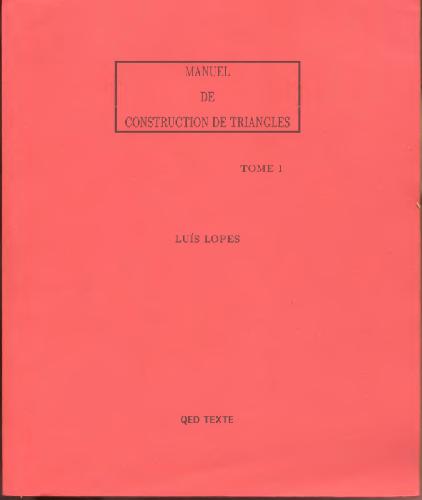 MANUEL
DE
CONSTRUCTION DE TRIANGLES
TOME 1
LUÍS LOPES
QED TEXTE